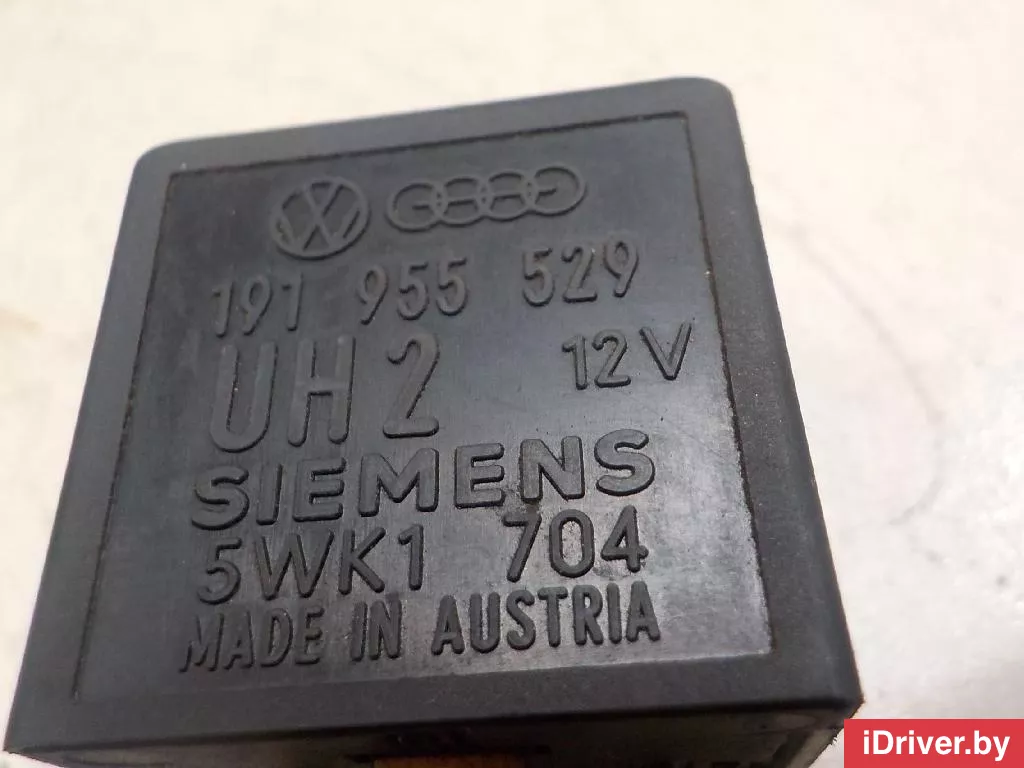 191 955 529
UH2 12V
SIEMENS
5WK1 704
MADE IN AUSTRIA
iDriver.by